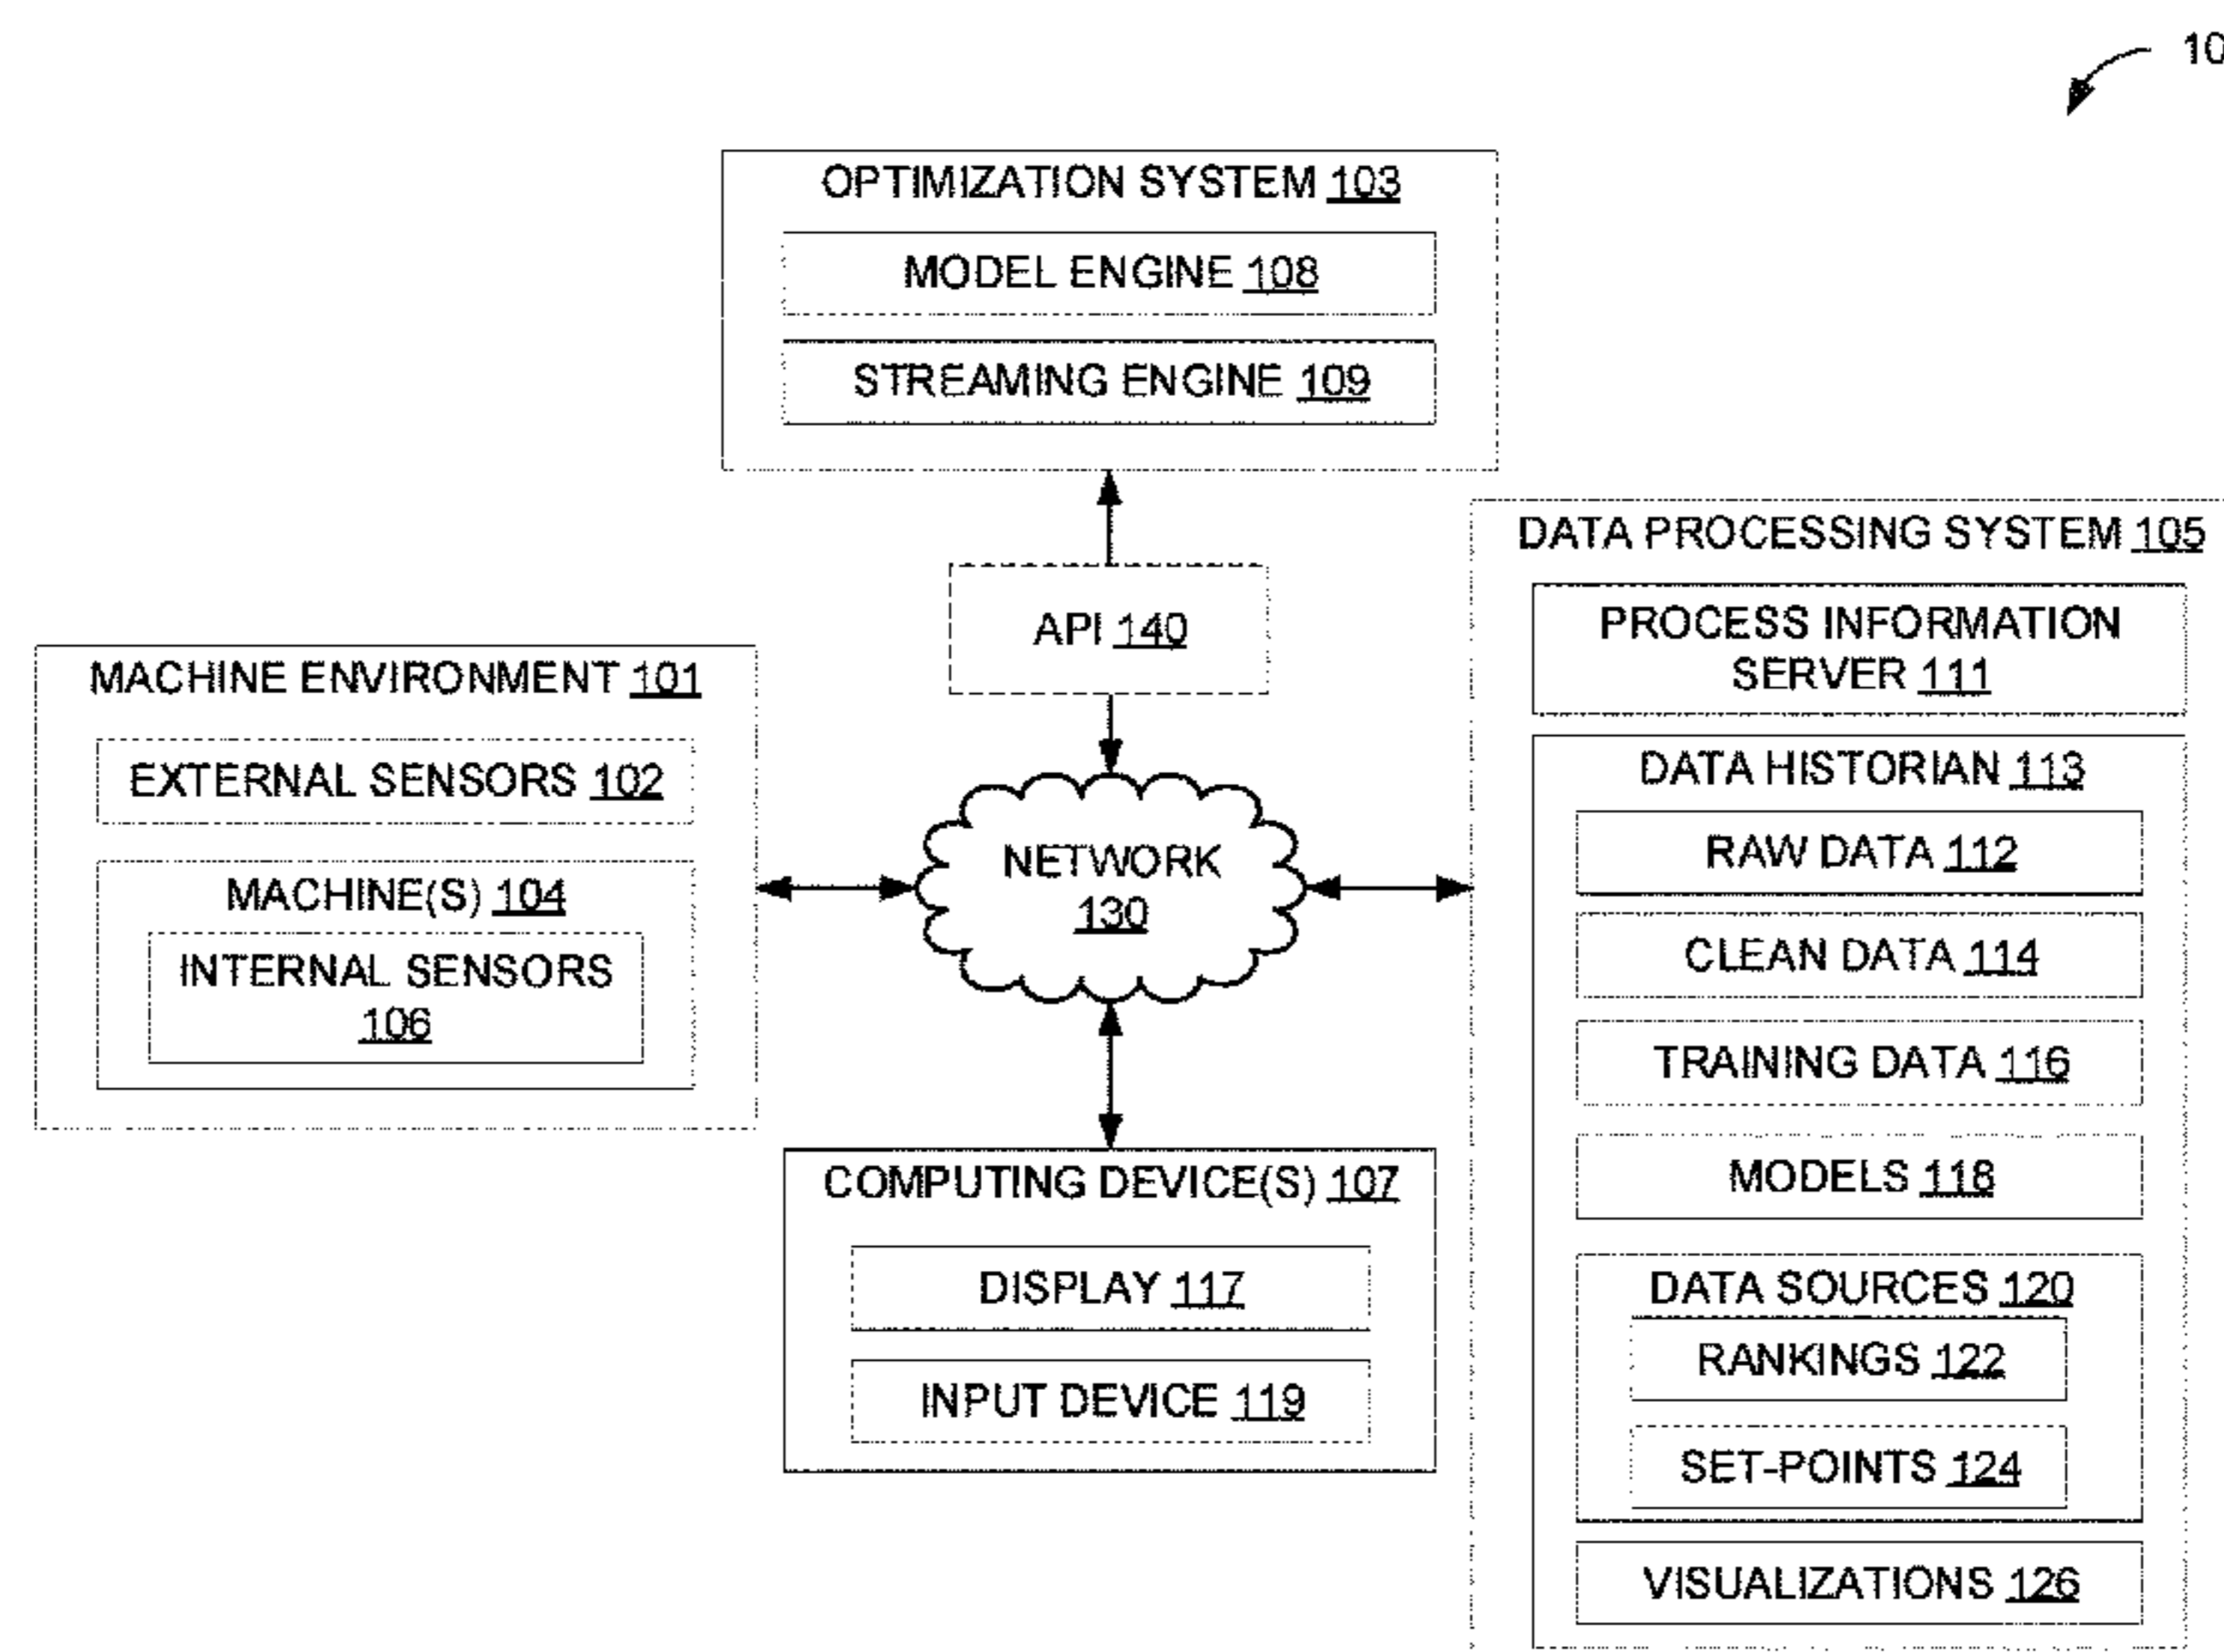 10
OPTIMIZATION SYSTEM 103
MODEL ENGINE 108
STREAMING ENGINE 109
API 140
MACHINE ENVIRONMENT 101
EXTERNAL SENSORS 102
MACHINE(S) 104
INTERNAL SENSORS
106
NETWORK
130
COMPUTING DEVICE(S) 107
DISPLAY 117
INPUT DEVICE 119
DATA PROCESSING SYSTEM 105
PROCESS INFORMATION
SERVER 111
DATA HISTORIAN 113
RAW DATA 112
CLEAN DATA 114
TRAINING DATA 116
MODELS 118
DATA SOURCES 120
RANKINGS 122
SET-POINTS 124
VISUALIZATIONS 126